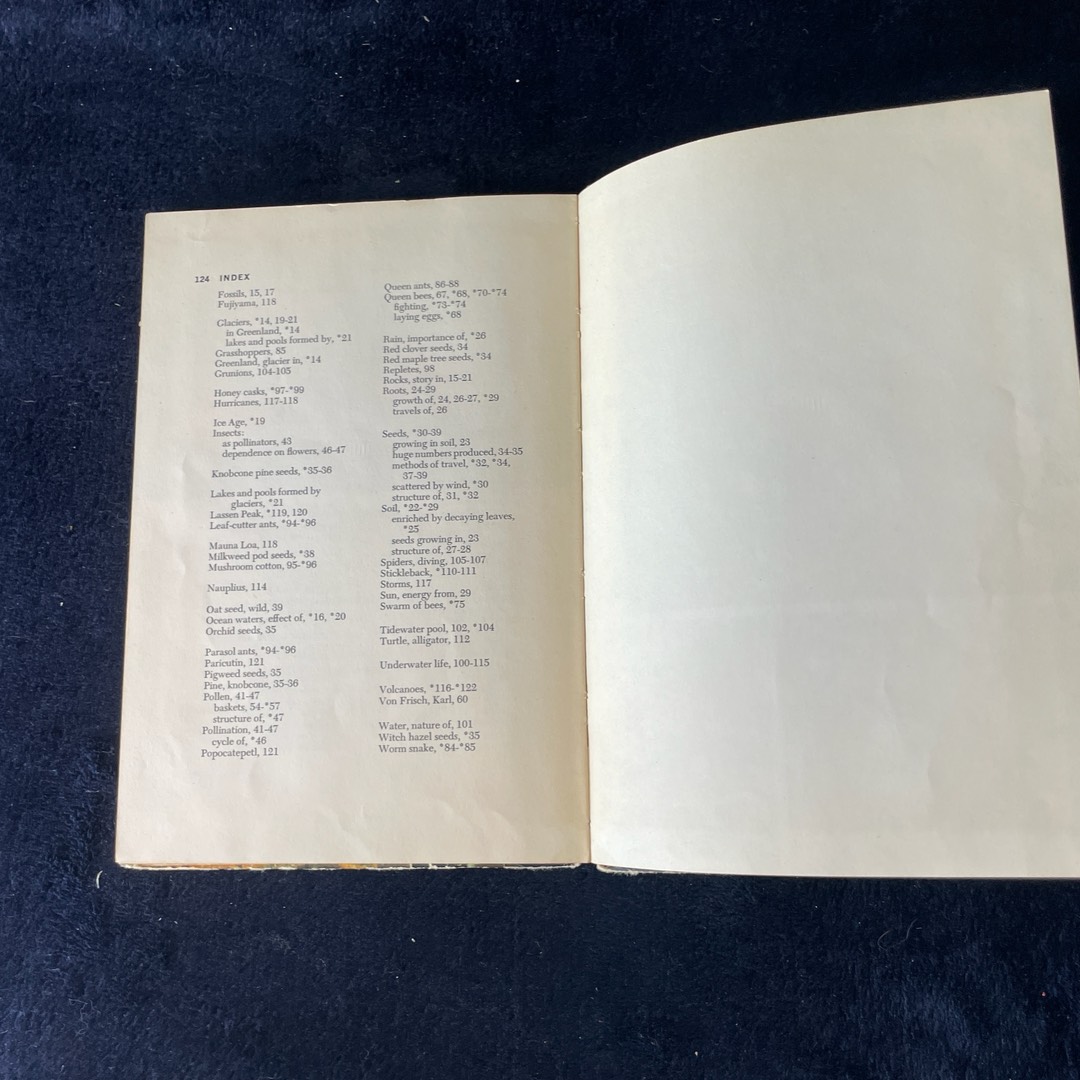 124 INDEX
Fossils, 15, 17
Fujiyama, 118
Glaciers, *14, 19-21
in Greenland, *14
lakes and pools formed by, *21
Grasshoppers, 85
Greenland, glacier in, *14
Grunions, 104-105
Honey casks, *97-*99
Hurricanes, 117-118
Ice Age, *19
Insects:
as pollinators, 43
dependence on flowers, 46-47
Knobcone pine seeds, *35-36
Lakes and pools formed by
glaciers, *21
Lassen Peak, *119, 120
Leaf-cutter ants, *94-*96
Mauna Loa, 118
Milkweed pod seeds, *38
Mushroom cotton, 95-*96
Nauplius, 114
Oat seed, wild, 39
Ocean waters, effect of, *16, *20
Orchid seeds, 35
Parasol ants, *94-*96
Paricutin, 121
Pigweed seeds, 35
Pine, knobcone, 35-36
Pollen, 41-47
baskets, 54-*57
structure of, *47
Pollination, 41-47
cycle of, *46
Popocatepetl, 121
Queen ants, 86-88
Queen bees, 67, *68, *70-*74
fighting, *73-*74
laying eggs, *68
Rain, importance of, *26
Red clover seeds, 34
Red maple tree seeds, *34
Repletes, 98
Rocks, story in, 15-21
Roots, 24-29
growth of, 24, 26-27, *29
travels of, 26
Seeds, *30-39
growing in soil, 23
huge numbers produced, 34-35
methods of travel, *32, *34,
37-39
scattered by wind, *30
structure of, 31, *32
Soil, *22-*29
enriched by decaying leaves,
*25
seeds growing in, 23
structure of, 27-28
Spiders, diving, 105-107
Stickleback, *110-111
Storms, 117
Sun, energy from, 29
Swarm of bees, *75
Tidewater pool, 102, *104
Turtle, alligator, 112
Underwater life, 100-115
Volcanoes, *116-*122
Von Frisch, Karl, 60
Water, nature of, 101
Witch hazel seeds, *35
Worm snake, *84-*85